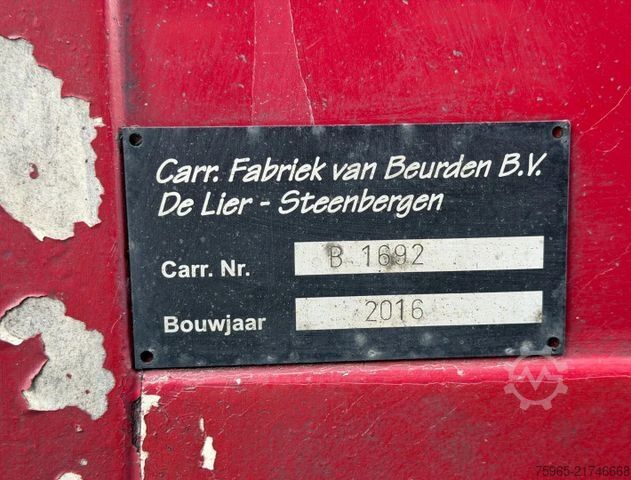 Carr. Fabriek van Beurden B.V.
De Lier - Steenbergen
Carr. Nr. B 1692
Bouwjaar 2016
75965-21746668